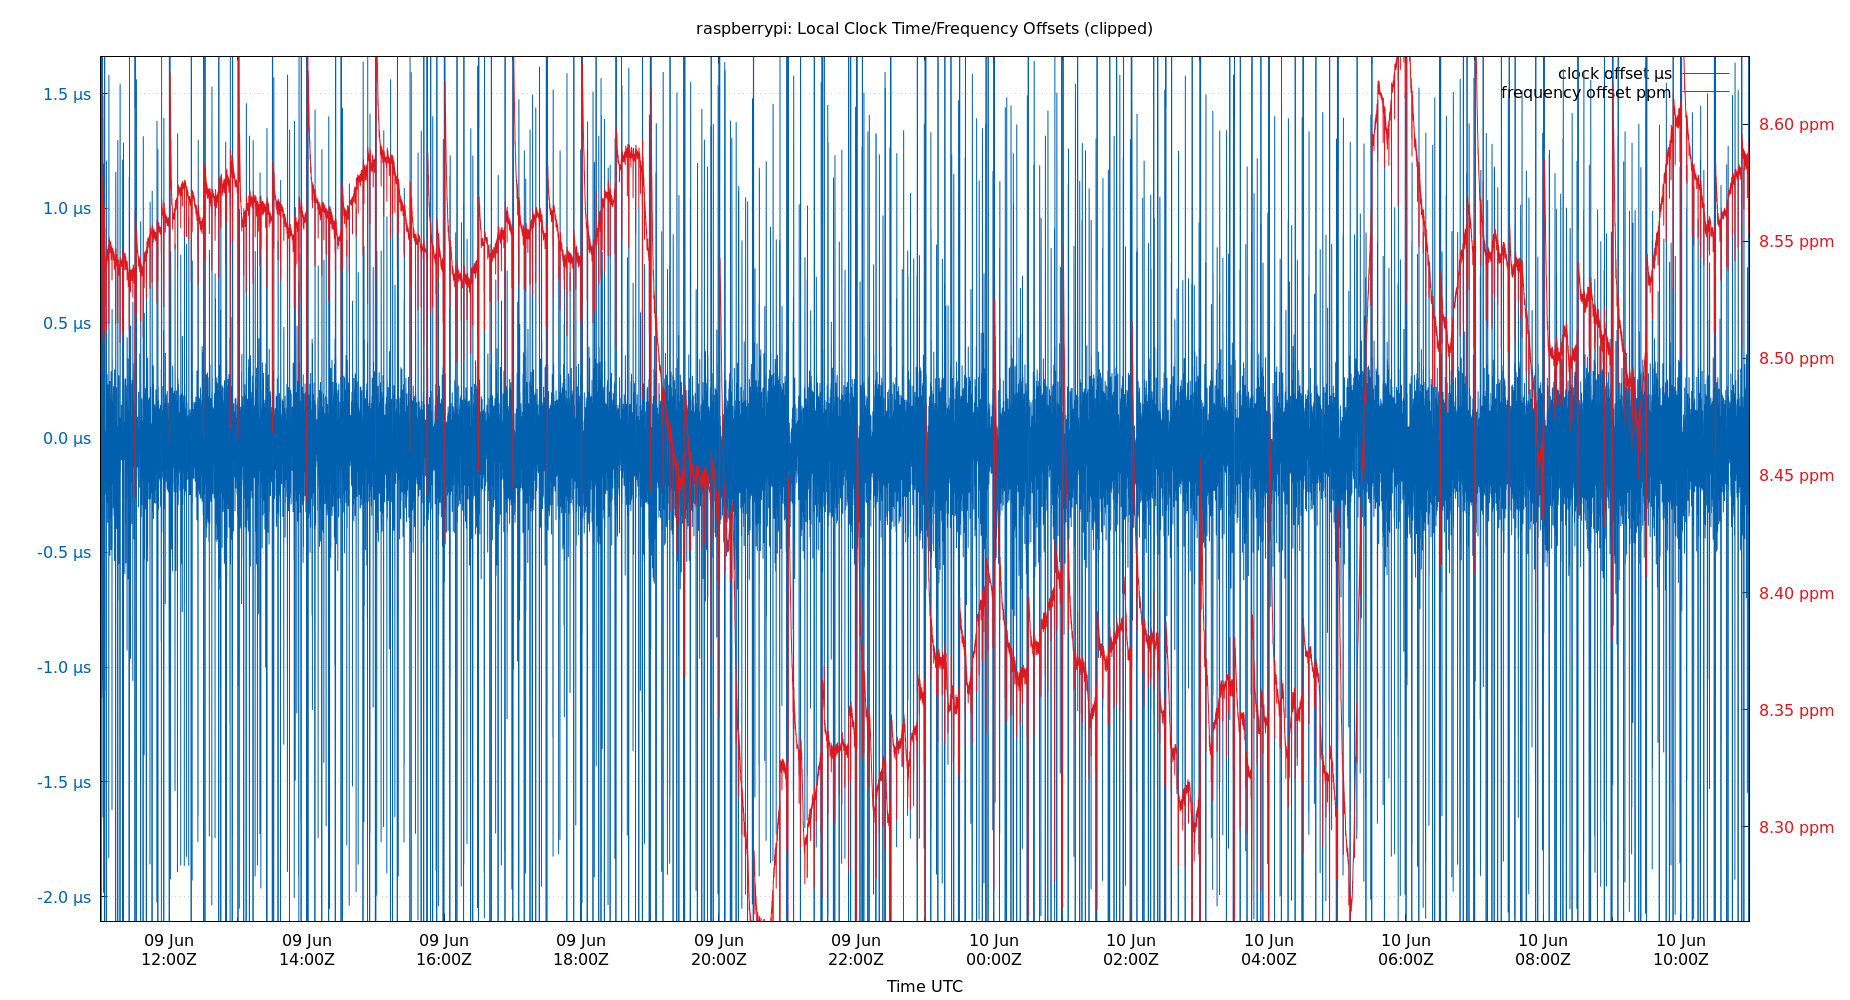 raspberrypi: Local Clock Time/Frequency Offsets (clipped)
clock offset µs
frequency offset ppm
1.5 µs
1.0 µs
0.5 µs
0.0 µs
-0.5 µs
-1.0 µs
-1.5 µs
-2.0 µs
8.60 ppm
8.55 ppm
8.50 ppm
8.45 ppm
8.40 ppm
8.35 ppm
8.30 ppm
09 Jun
12:00Z
09 Jun
14:00Z
09 Jun
16:00Z
09 Jun
18:00Z
09 Jun
20:00Z
09 Jun
22:00Z
10 Jun
00:00Z
10 Jun
02:00Z
10 Jun
04:00Z
10 Jun
06:00Z
10 Jun
08:00Z
10 Jun
10:00Z
Time UTC